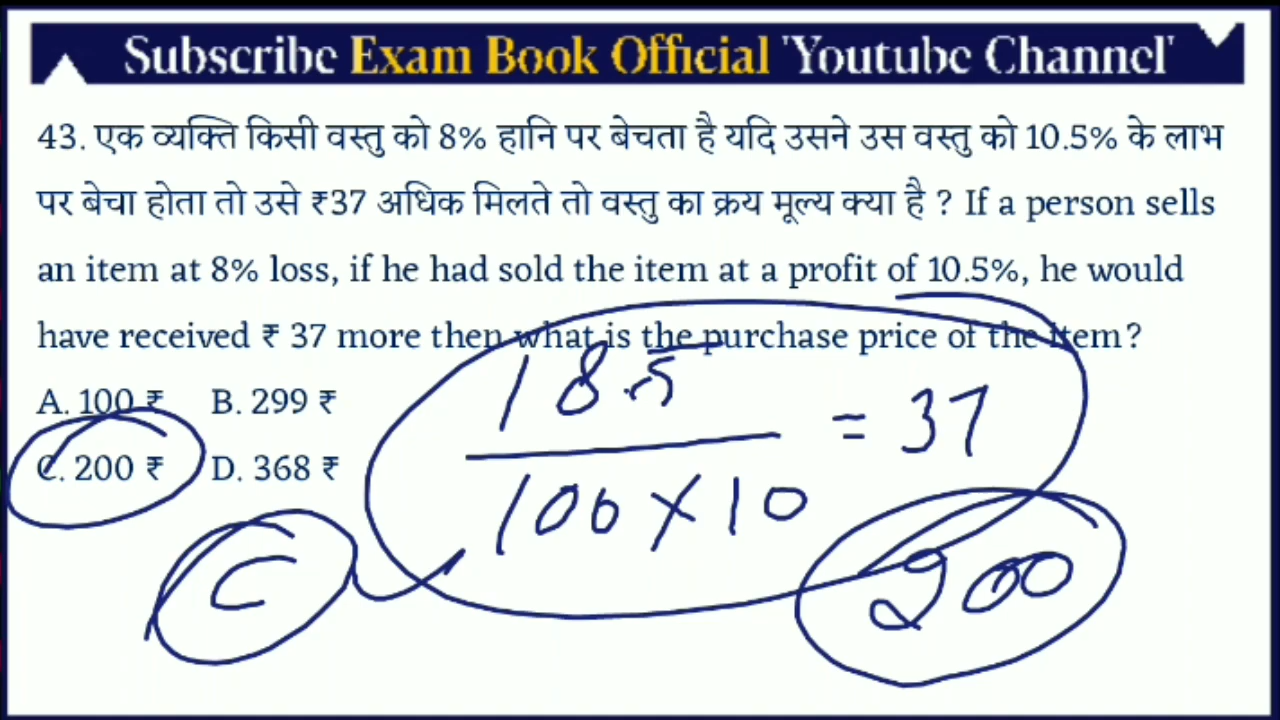 Subscribe Exam Book Official 'Youtube Channel'
43. एक व्यक्ति किसी वस्तु को 8% हानि पर बेचता है यदि उसने उस वस्तु को 10.5% के लाभ
पर बेचा होता तो उसे ₹37 अधिक मिलते तो वस्तु का क्रय मूल्य क्या है ? If a person sells
an item at 8% loss, if he had sold the item at a profit of 10.5%, he would
have received ₹ 37 more then what is the purchase price of the item?
A. 100 ₹ B. 299 ₹
C. 200 ₹ D. 368 ₹
18.5
= 37
100 X 10
C
200